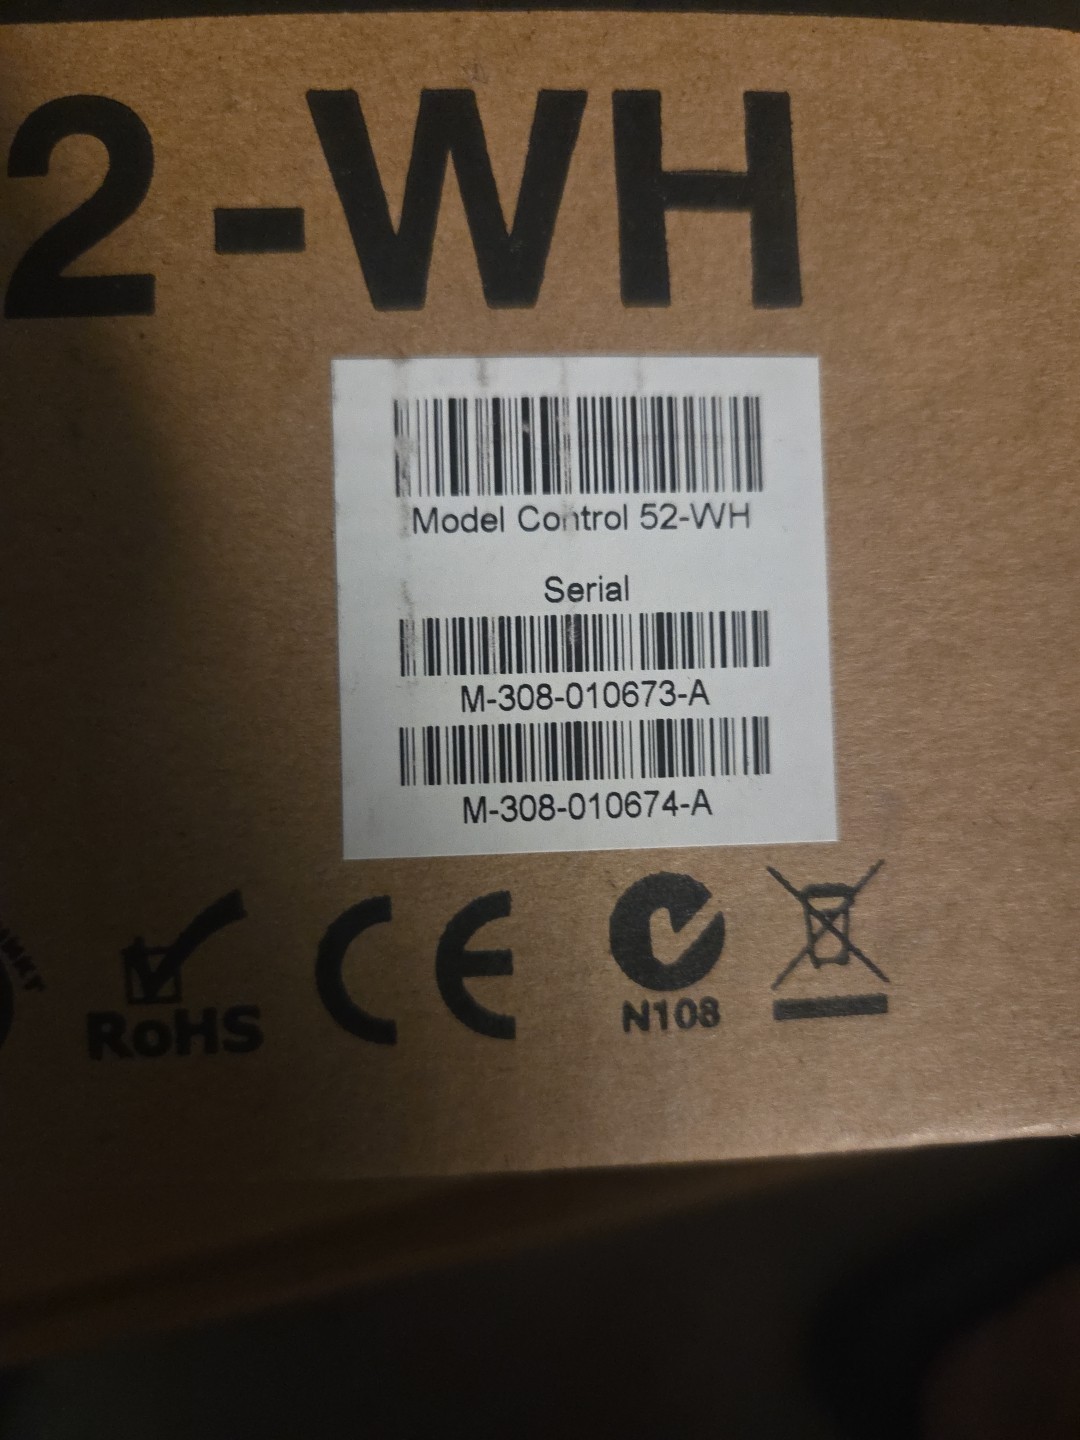 2-WH
Model Control 52-WH
Serial
M-308-010673-A
M-308-010674-A
RoHS
CE
N108